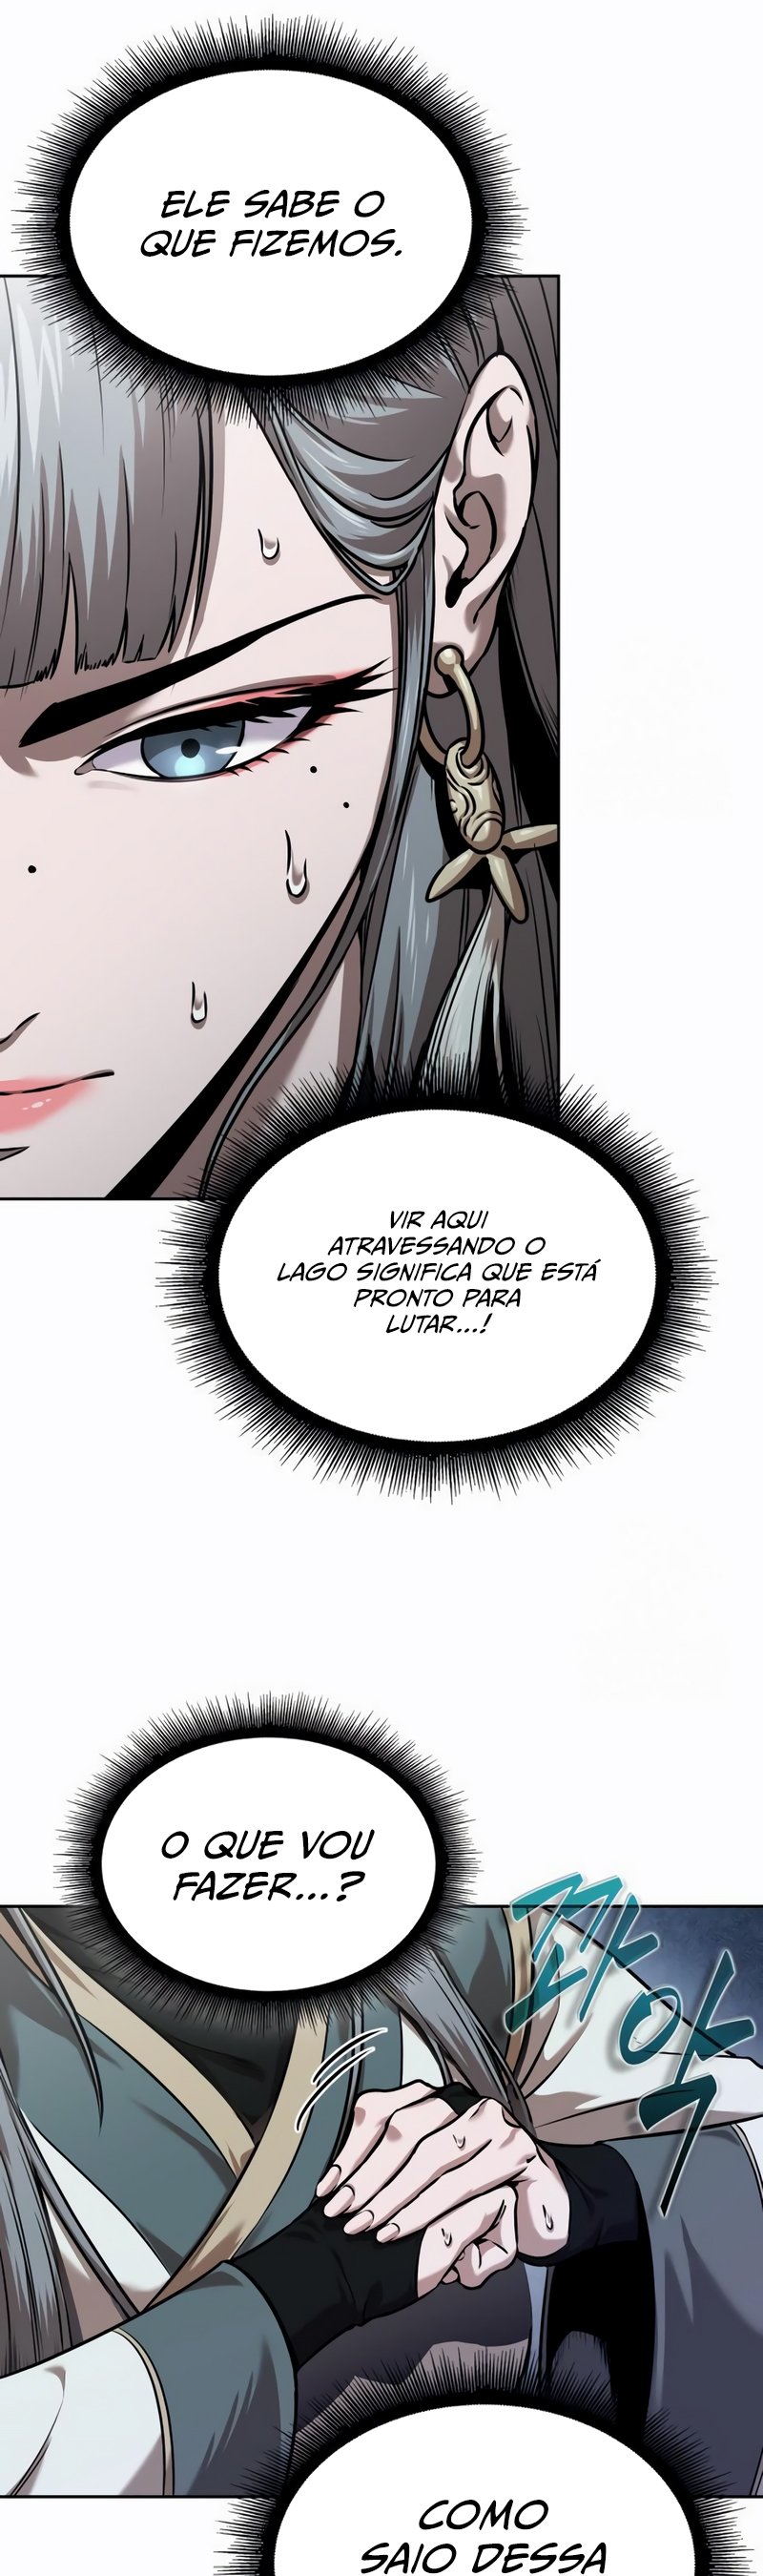 ELE SABE O
QUE FIZEMOS.
VIR AQUI
ATRAVESSANDO O
LAGO SIGNIFICA QUE ESTÁ
PRONTO PARA
LUTAR...!
O QUE VOU
FAZER...?
꽈악
COMO
SAIO DESSA